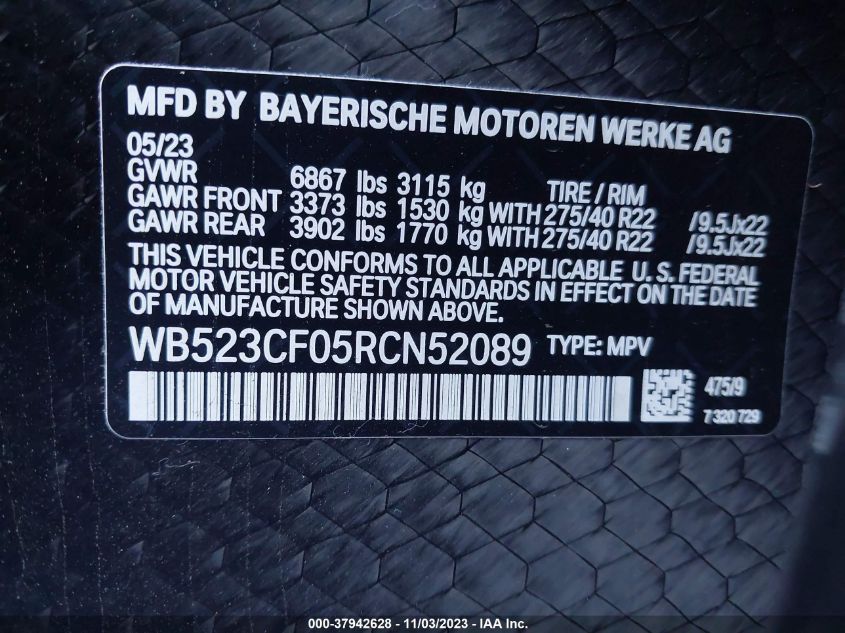 MFD BY BAYERISCHE MOTOREN WERKE AG
05/23
GVWR 6867 lbs 3115 kg TIRE / RIM
GAWR FRONT 3373 lbs 1530 kg WITH 275/40 R22 /9.5Jx22
GAWR REAR 3902 lbs 1770 kg WITH 275/40 R22 /9.5Jx22
THIS VEHICLE CONFORMS TO ALL APPLICABLE U.S. FEDERAL
MOTOR VEHICLE SAFETY STANDARDS IN EFFECT ON THE DATE
OF MANUFACTURE SHOWN ABOVE.
WB523CF05RCN52089 TYPE: MPV
475/9
7 320 729
000-37942628 - 11/03/2023 - IAA Inc.